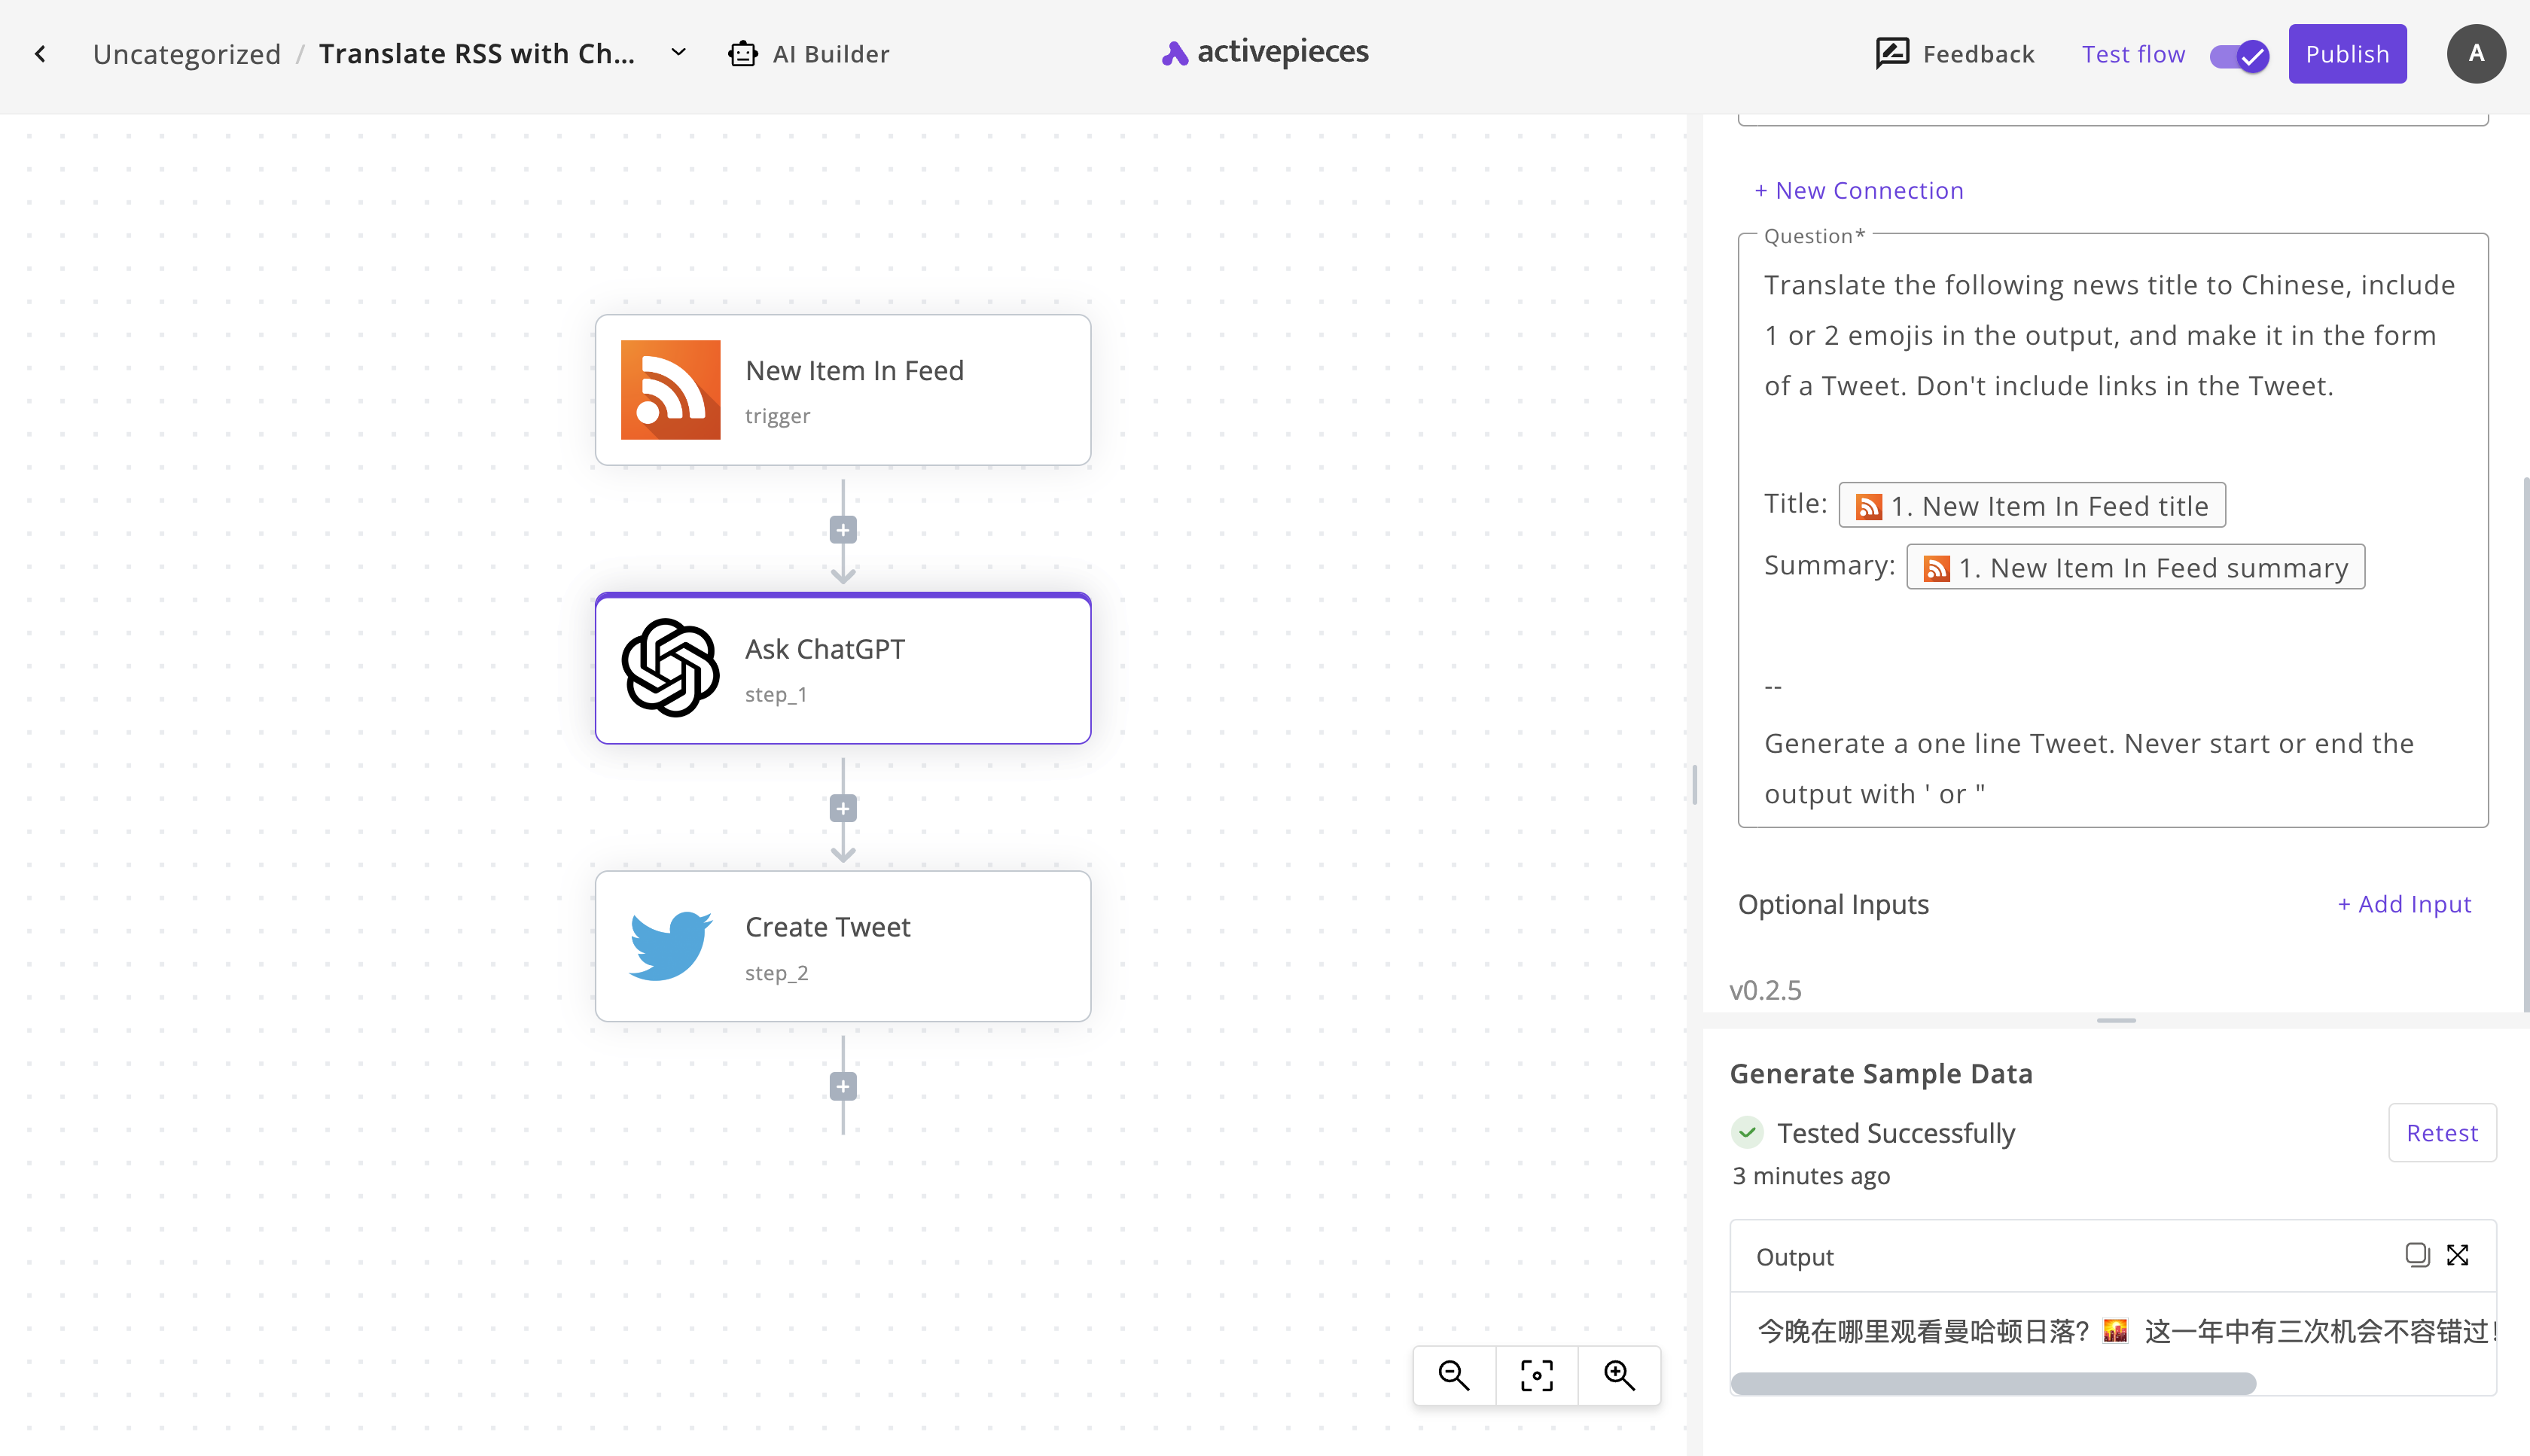 Uncategorized / Translate RSS with Ch...
AI Builder
activepieces
Feedback
Test flow
Publish
A
New Item In Feed
trigger
Ask ChatGPT
step_1
Create Tweet
step_2
+ New Connection
Question*
Translate the following news title to Chinese, include
1 or 2 emojis in the output, and make it in the form
of a Tweet. Don't include links in the Tweet.
Title: 1. New Item In Feed title
Summary: 1. New Item In Feed summary
--
Generate a one line Tweet. Never start or end the
output with ' or "
Optional Inputs
+ Add Input
v0.2.5
Generate Sample Data
Tested Successfully
3 minutes ago
Retest
Output
今晚在哪里观看曼哈顿日落? 🌇 这一年中有三次机会不容错过!